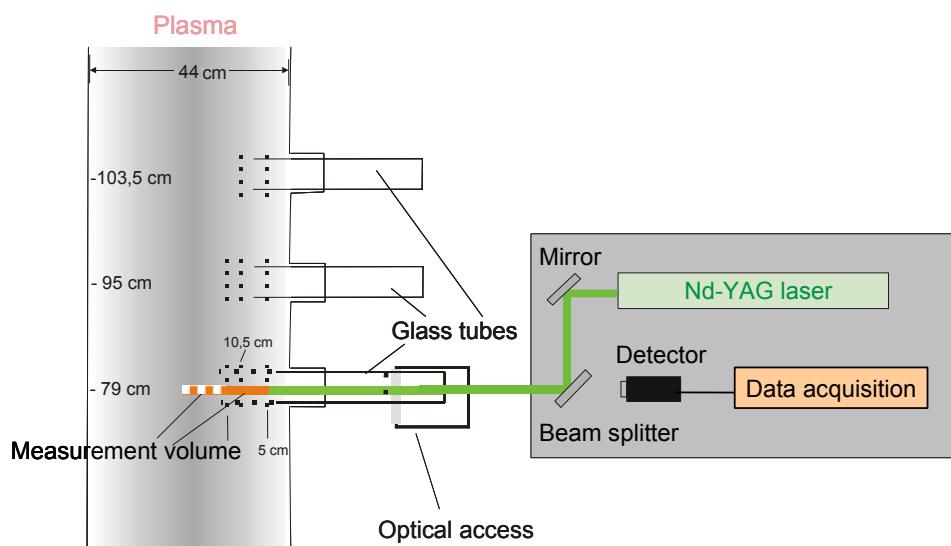 Plasma
44 cm
-103,5 cm
- 95 cm
Mirror
Nd-YAG laser
Glass tubes
10,5 cm
Detector
- 79 cm
Data acquisition
Beam splitter
Measurement volume
5 cm
Optical access